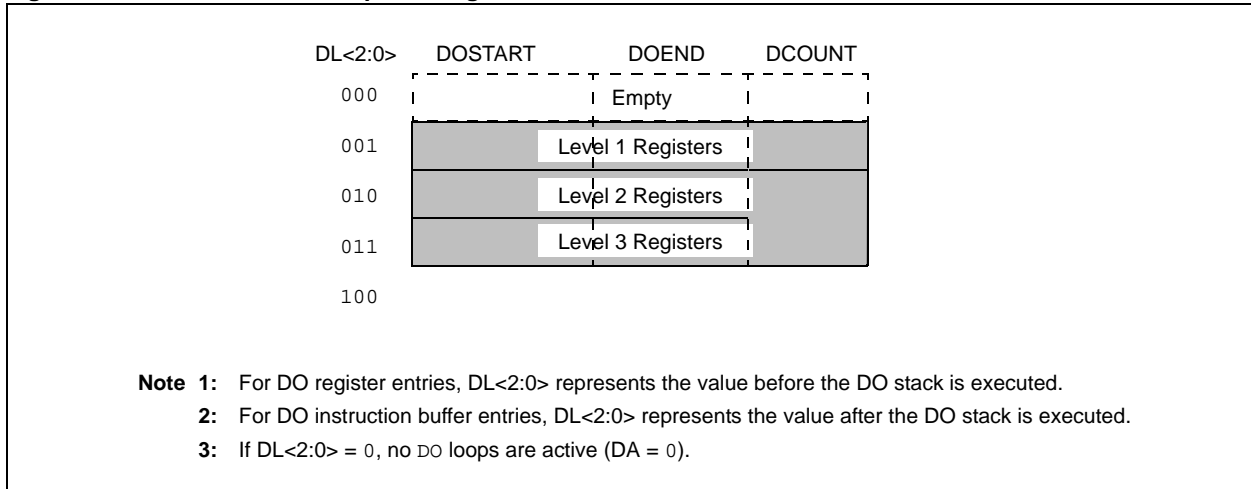 DL<2:0> DOSTART DOEND DCOUNT
000 Empty
001 Level 1 Registers
010 Level 2 Registers
011 Level 3 Registers
100
Note 1: For DO register entries, DL<2:0> represents the value before the DO stack is executed.
2: For DO instruction buffer entries, DL<2:0> represents the value after the DO stack is executed.
3: If DL<2:0> = 0, no DO loops are active (DA = 0).